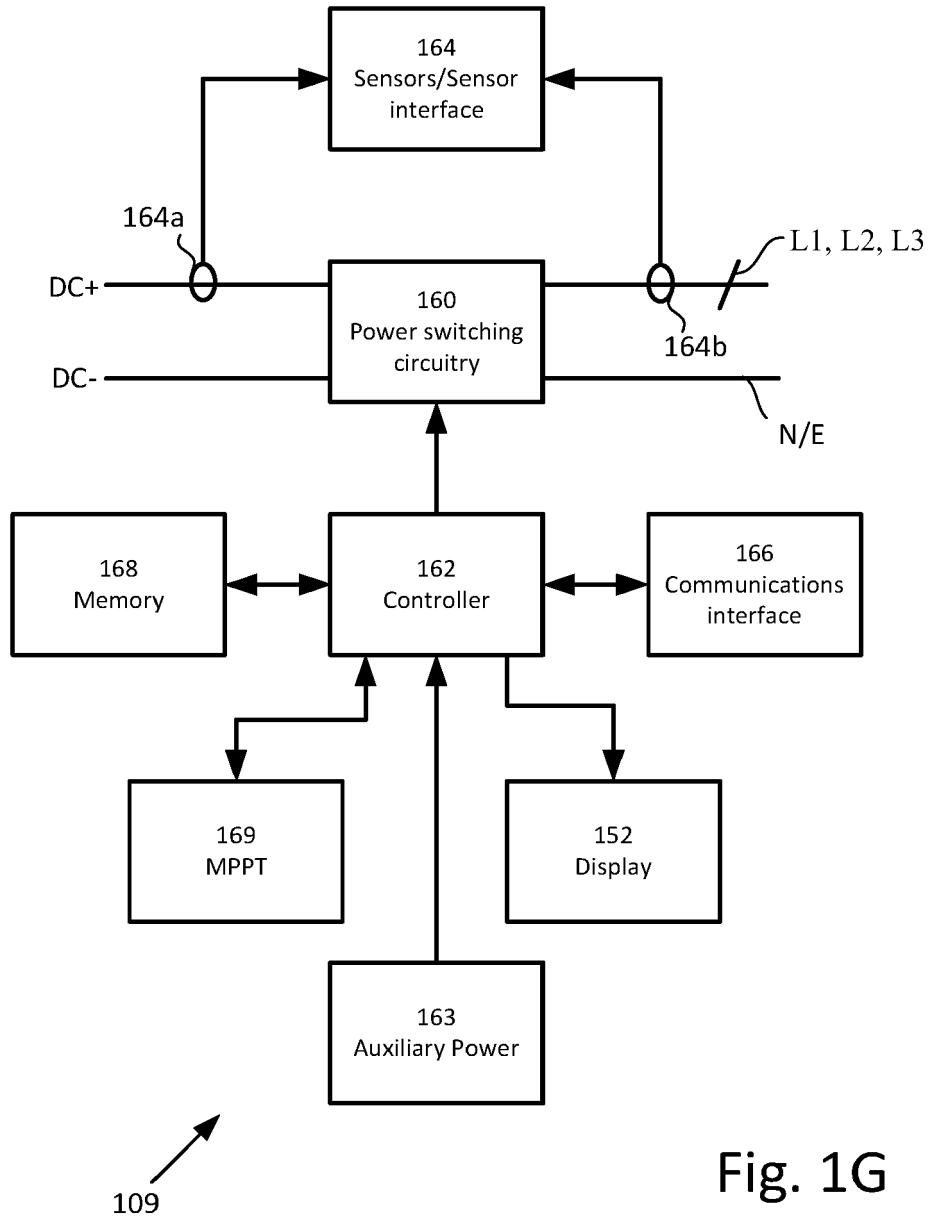 164
Sensors/Sensor
interface
164a
L1, L2, L3
DC+
160
Power switching
circuitry
164b
DC-
N/E
168
Memory
162
Controller
166
Communications
interface
169
MPPT
152
Display
163
Auxiliary Power
109
Fig. 1G